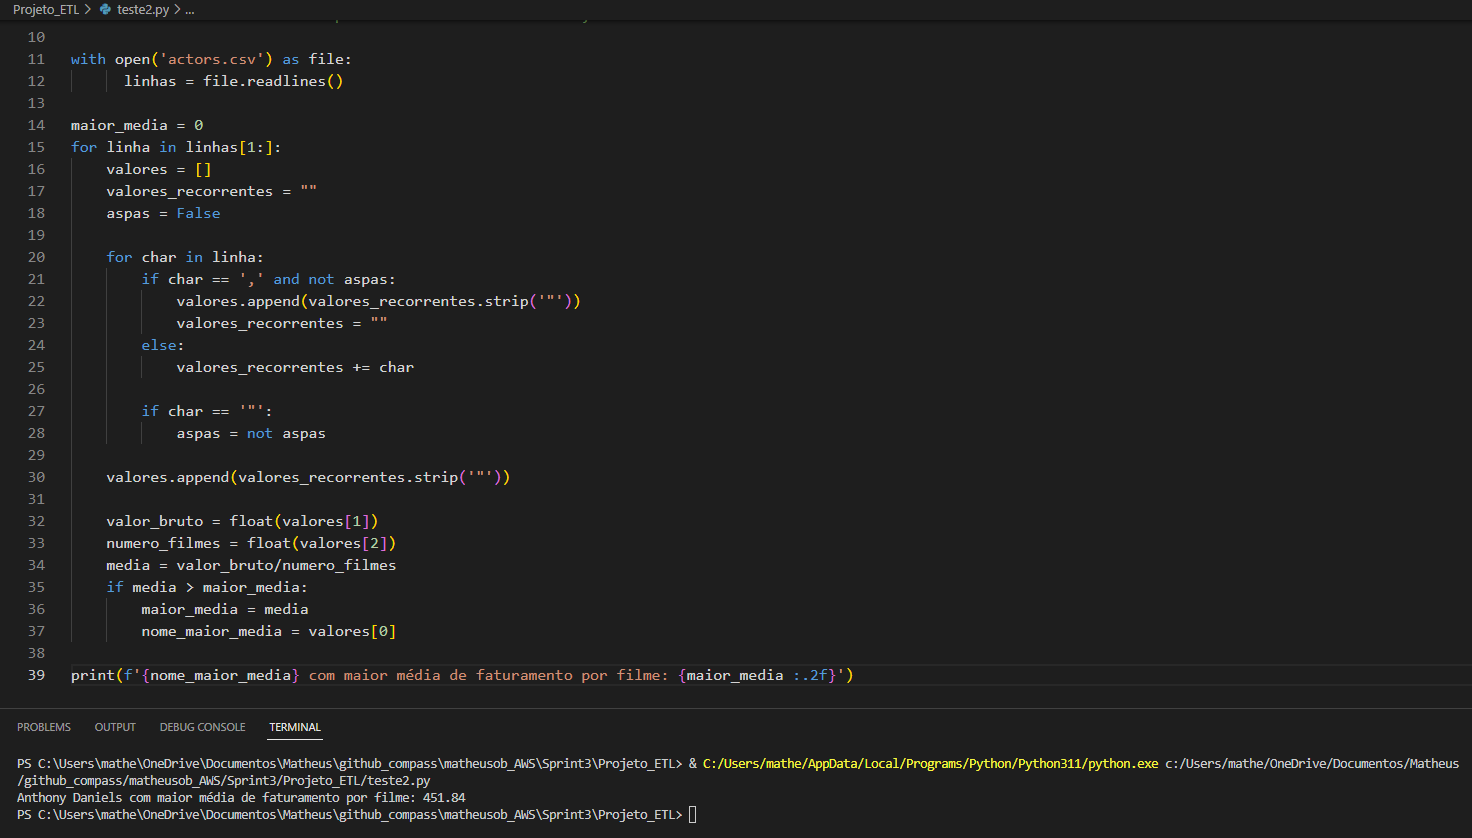 Projeto_ETL > teste2.py > ...
10
11 with open('actors.csv') as file:
12 linhas = file.readlines()
13
14 maior_media = 0
15 for linha in linhas[1:]:
16 valores = []
17 valores_recorrentes = ""
18 aspas = False
19
20 for char in linha:
21 if char == ',' and not aspas:
22 valores.append(valores_recorrentes.strip('"'))
23 valores_recorrentes = ""
24 else:
25 valores_recorrentes += char
26
27 if char == '"':
28 aspas = not aspas
29
30 valores.append(valores_recorrentes.strip('"'))
31
32 valor_bruto = float(valores[1])
33 numero_filmes = float(valores[2])
34 media = valor_bruto/numero_filmes
35 if media > maior_media:
36 maior_media = media
37 nome_maior_media = valores[0]
38
39 print(f'{nome_maior_media} com maior média de faturamento por filme: {maior_media :.2f}')
PROBLEMS OUTPUT DEBUG CONSOLE TERMINAL
PS C:\Users\mathe\OneDrive\Documentos\Matheus\github_compass\matheusob_AWS\Sprint3\Projeto_ETL> & C:/Users/mathe/AppData/Local/Programs/Python/Python311/python.exe c:/Users/mathe/OneDrive/Documentos/Matheus
/github_compass/matheusob_AWS/Sprint3/Projeto_ETL/teste2.py
Anthony Daniels com maior média de faturamento por filme: 451.84
PS C:\Users\mathe\OneDrive\Documentos\Matheus\github_compass\matheusob_AWS\Sprint3\Projeto_ETL>